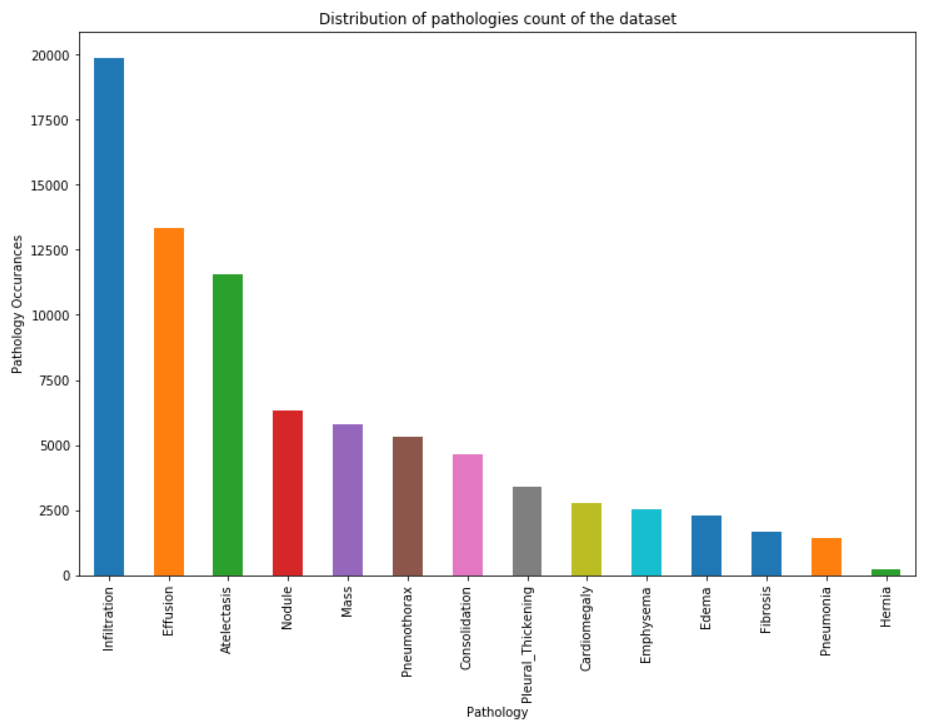 Distribution of pathologies count of the dataset
Pathology Occurances
20000
17500
15000
12500
10000
7500
5000
2500
0
Infiltration
Effusion
Atelectasis
Nodule
Mass
Pneumothorax
Consolidation
Pleural_Thickening
Cardiomegaly
Emphysema
Edema
Fibrosis
Pneumonia
Hernia
Pathology